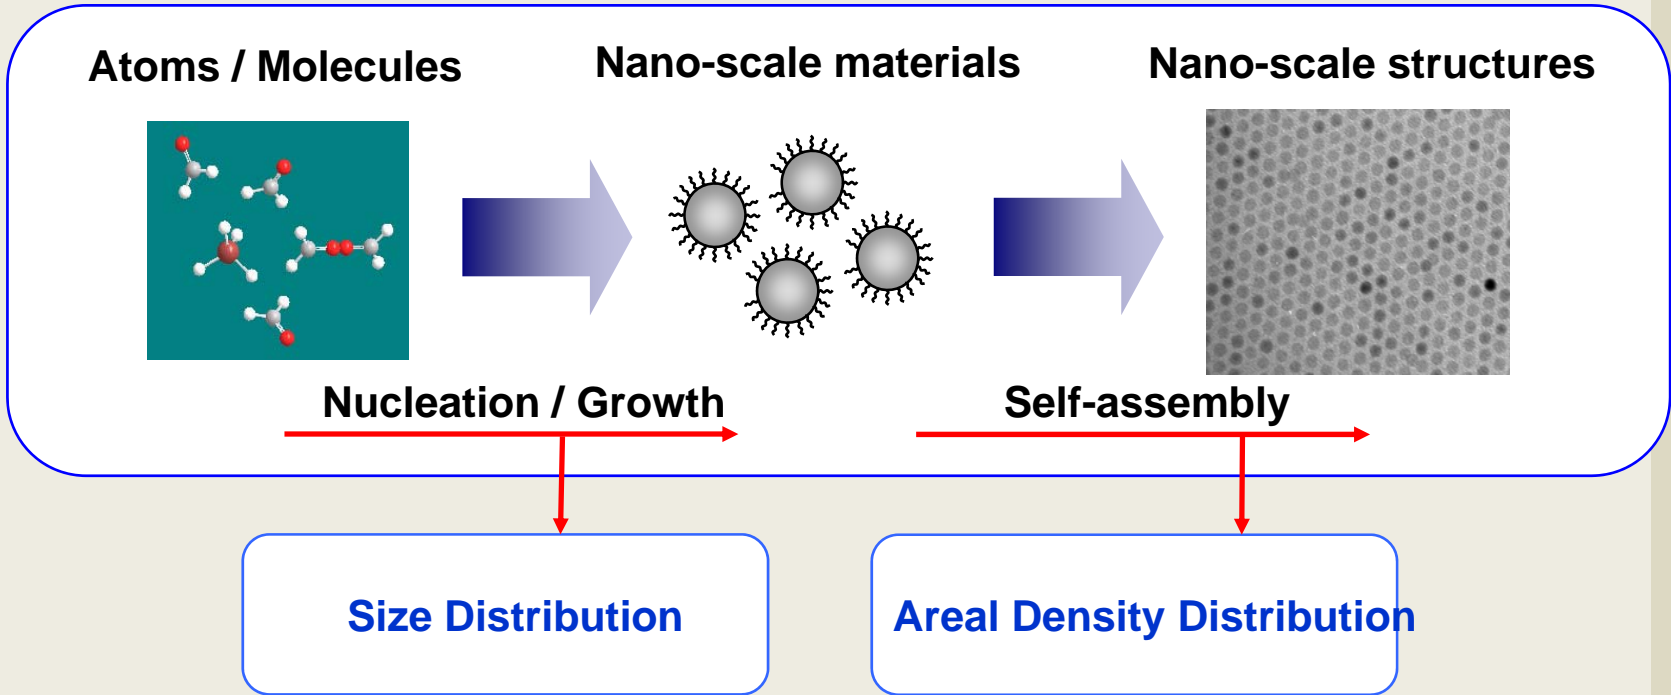 Atoms / Molecules
Nano-scale materials
Nano-scale structures
Nucleation / Growth
Self-assembly
Size Distribution
Areal Density Distribution